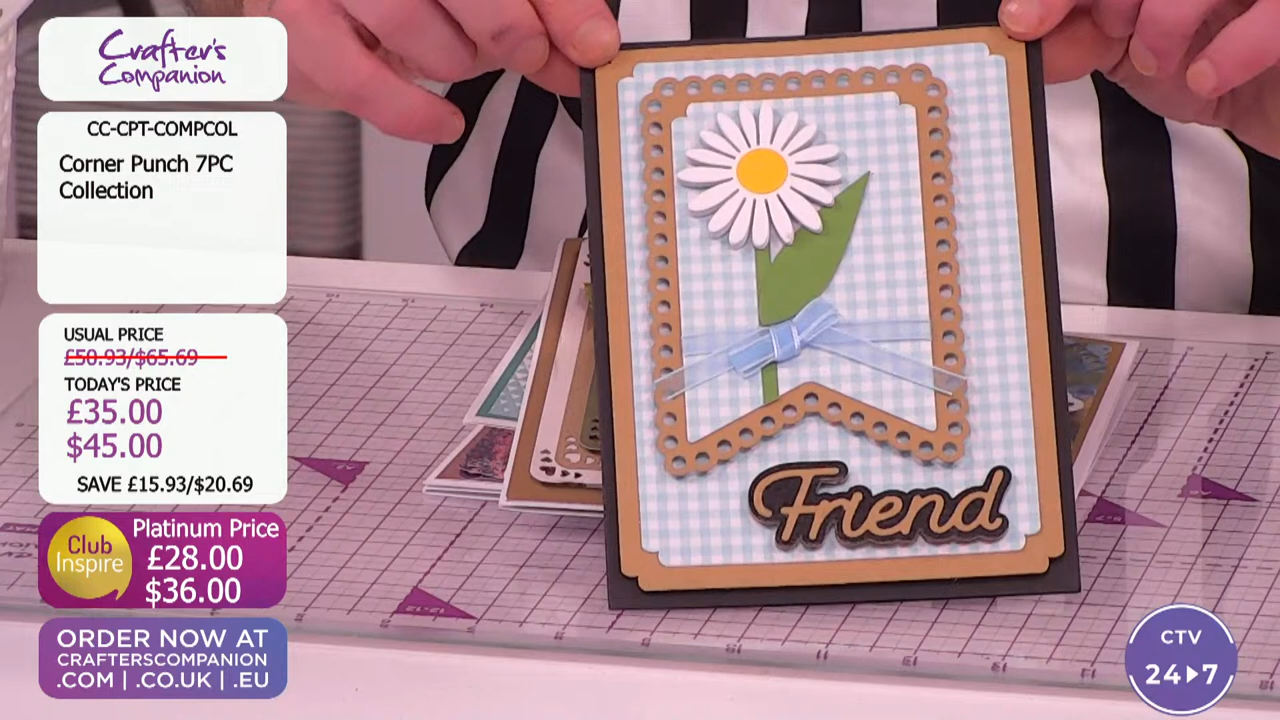 Crafter's
Companion
CC-CPT-COMPCOL
Corner Punch 7PC
Collection
USUAL PRICE
£50.93/$65.69
TODAY'S PRICE
£35.00
$45.00
SAVE £15.93/$20.69
Club
Inspire
Platinum Price
£28.00
$36.00
ORDER NOW AT
CRAFTERSCOMPANION
.COM | .CO.UK | .EU
Friend
CTV
24▶7